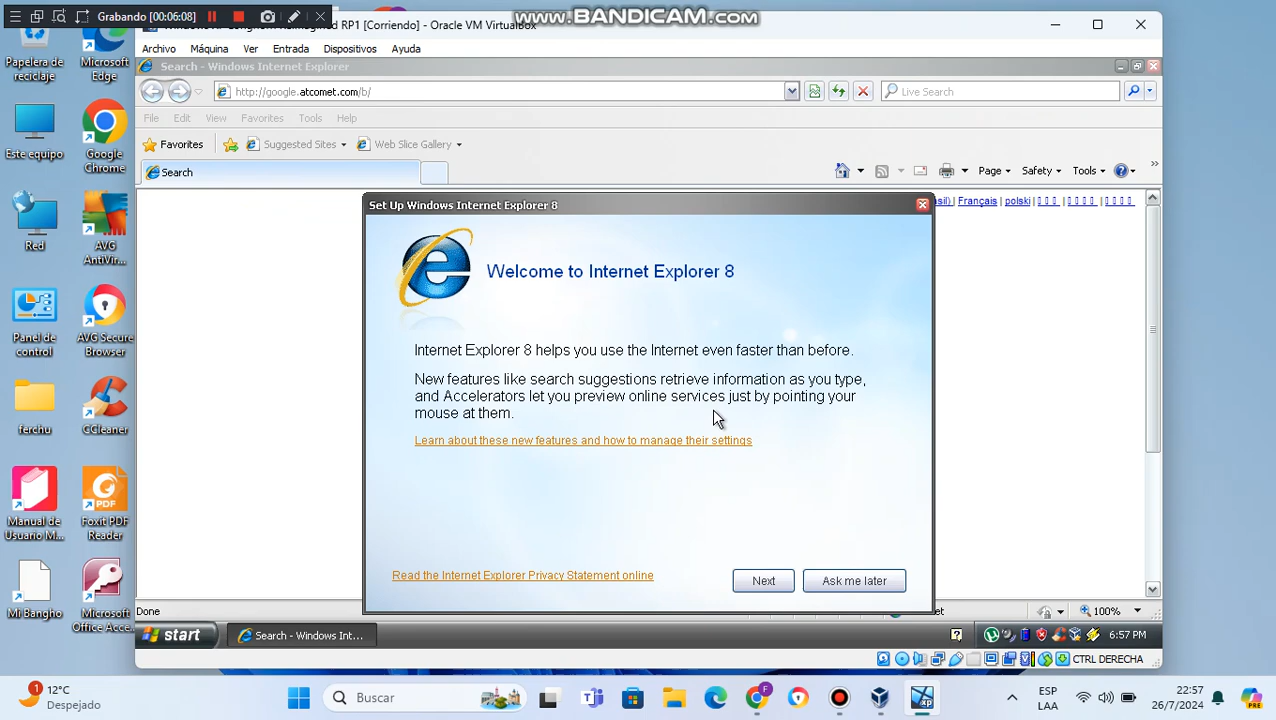 Grabando [00:06:08]
www.BANDICAM.com
RP1 [Corriendo] - Oracle VM VirtualBox
Archivo Máquina Ver Entrada Dispositivos Ayuda
Search - Windows Internet Explorer
http://google.atcomet.com/b/
Live Search
File Edit View Favorites Tools Help
Favorites Suggested Sites Web Slice Gallery
Search
Page Safety Tools
Français polski
Set Up Windows Internet Explorer 8
Welcome to Internet Explorer 8
Internet Explorer 8 helps you use the Internet even faster than before.
New features like search suggestions retrieve information as you type,
and Accelerators let you preview online services just by pointing your
mouse at them.
Learn about these new features and how to manage their settings
Read the Internet Explorer Privacy Statement online
Next Ask me later
Done
100%
start
Search - Windows Int...
6:57 PM
CTRL DERECHA
Papelera de
reciclaje
Microsoft
Edge
Este equipo
Google
Chrome
Red
AVG
AntiVir...
Panel de
control
AVG Secure
Browser
ferchu
CCleaner
Manual de
Usuario M...
Foxit PDF
Reader
PDF
Mi Bangho
Microsoft
Office Acce...
1
12°C
Despejado
Buscar
F
xp
ESP
LAA
22:57
26/7/2024
PRE